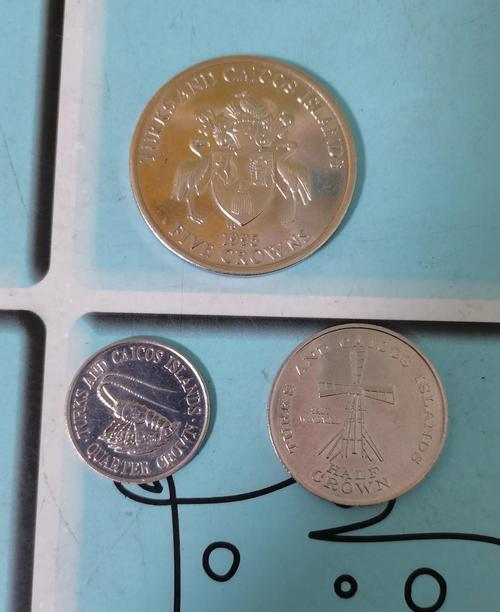 TURKS AND CAICOS ISLANDS
1995
FIVE CROWNS
TURKS AND CAICOS ISLANDS
QUARTER CROWN
TURKS AND CAICOS ISLANDS
HALF
CROWN